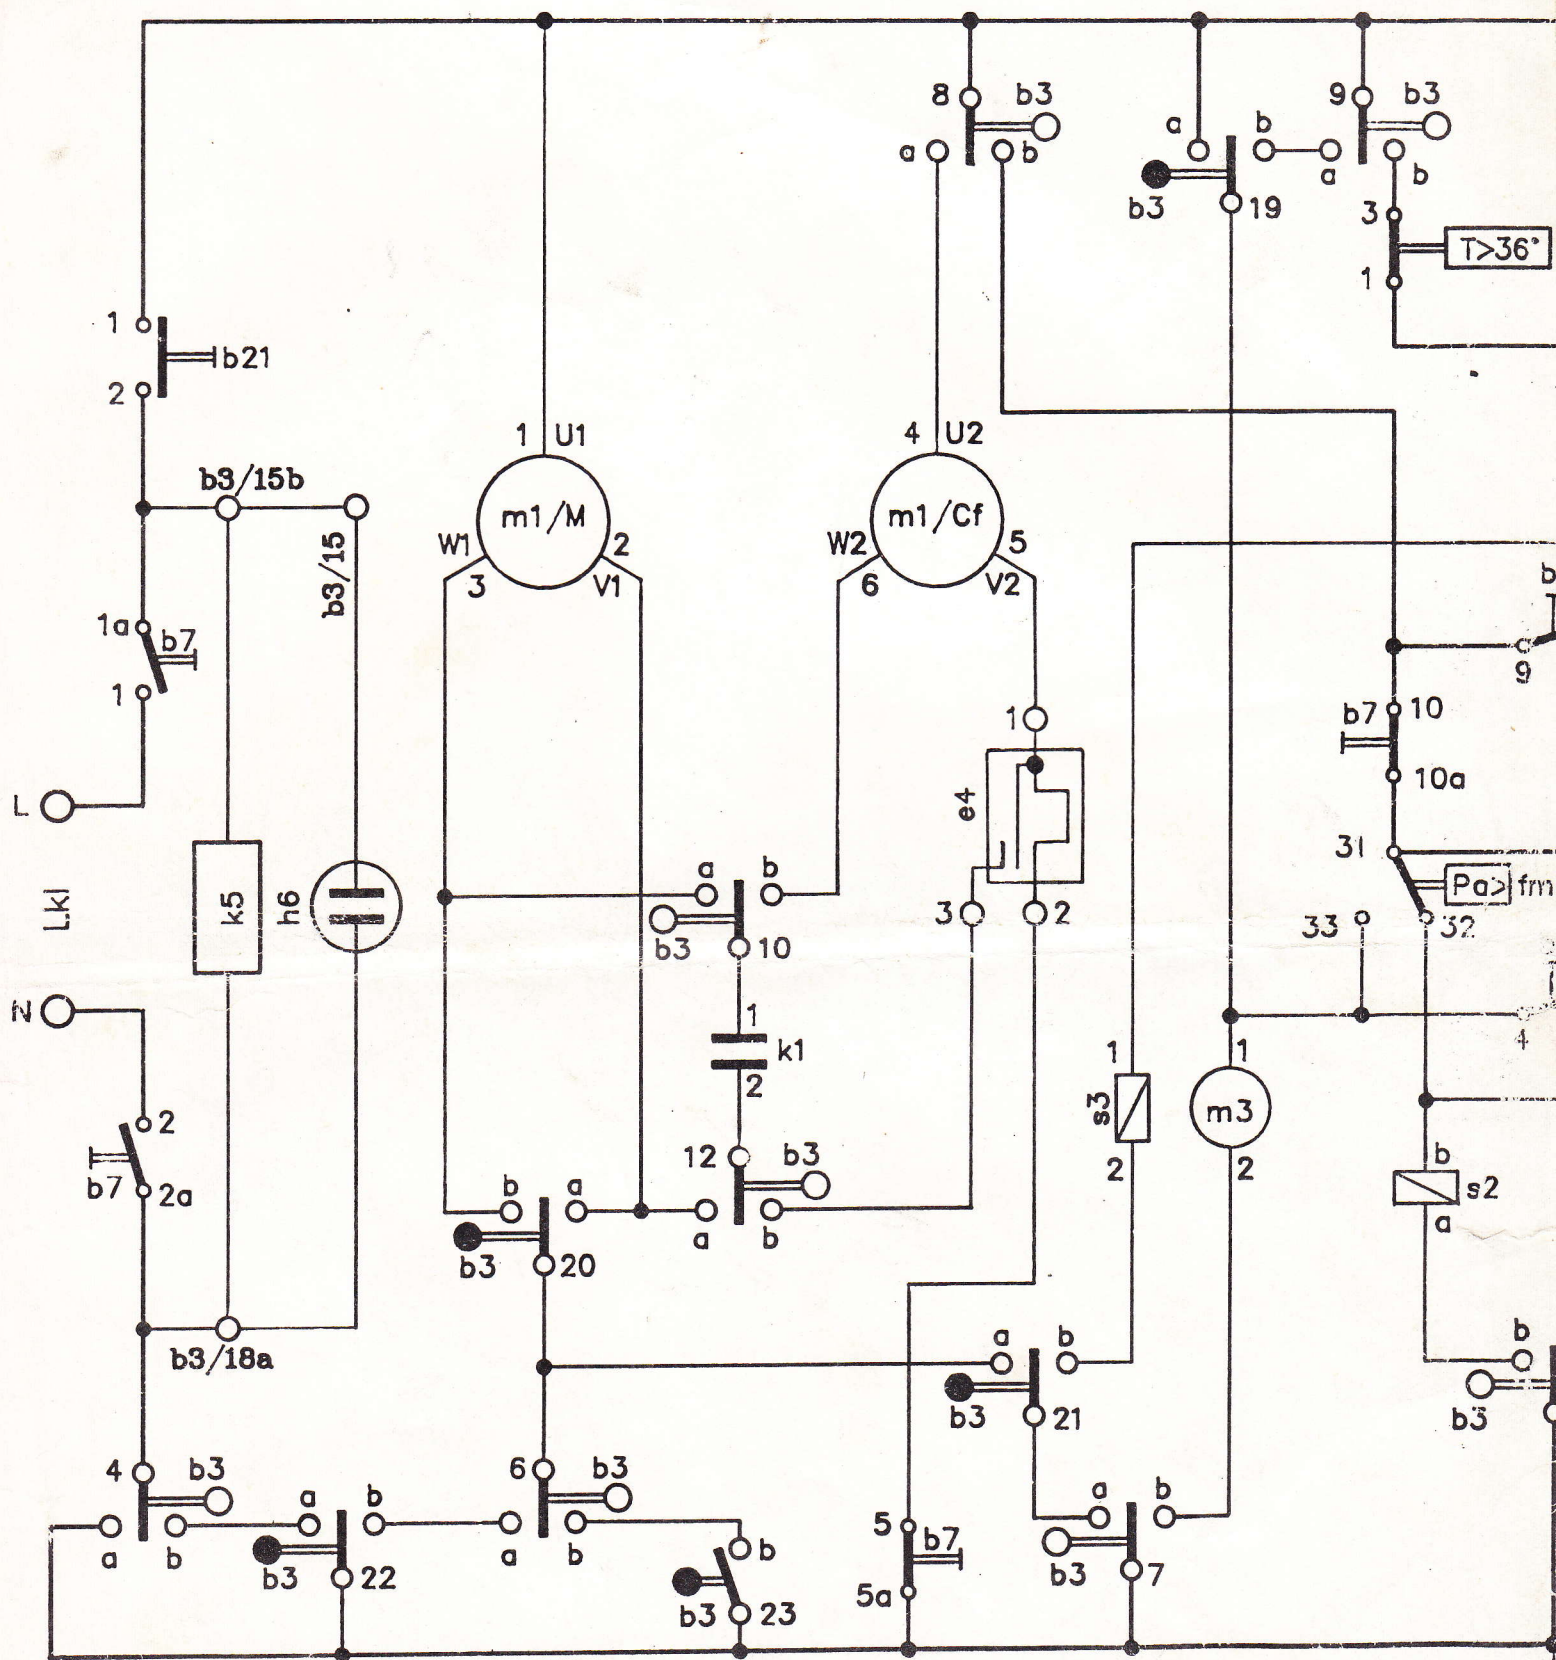 8 b3
9 b3
a b
a b
a b
b3 19
3
T>36°
1
1
b21
2
1 U1
4 U2
b3/15b
m1/M
m1/Cf
W1 2
3 V1
W2 5
6 V2
b3/15
b
1a b7
1
9
1
b7 10
10a
L
e4
31
Pa> fm
Lkl
k5
h6
a b
b3 10
3 2
33 32
N
1
k1
2
1
s3
2
1
m3
2
4
2
b7 2a
12 b3
b a
a b
b3 20
b
s2
a
b3/18a
a b
b3 21
b
b3
4 b3
6 b3
a b
a b
b3 22
a b
b
b3 23
5 b7
5a
a b
b3 7